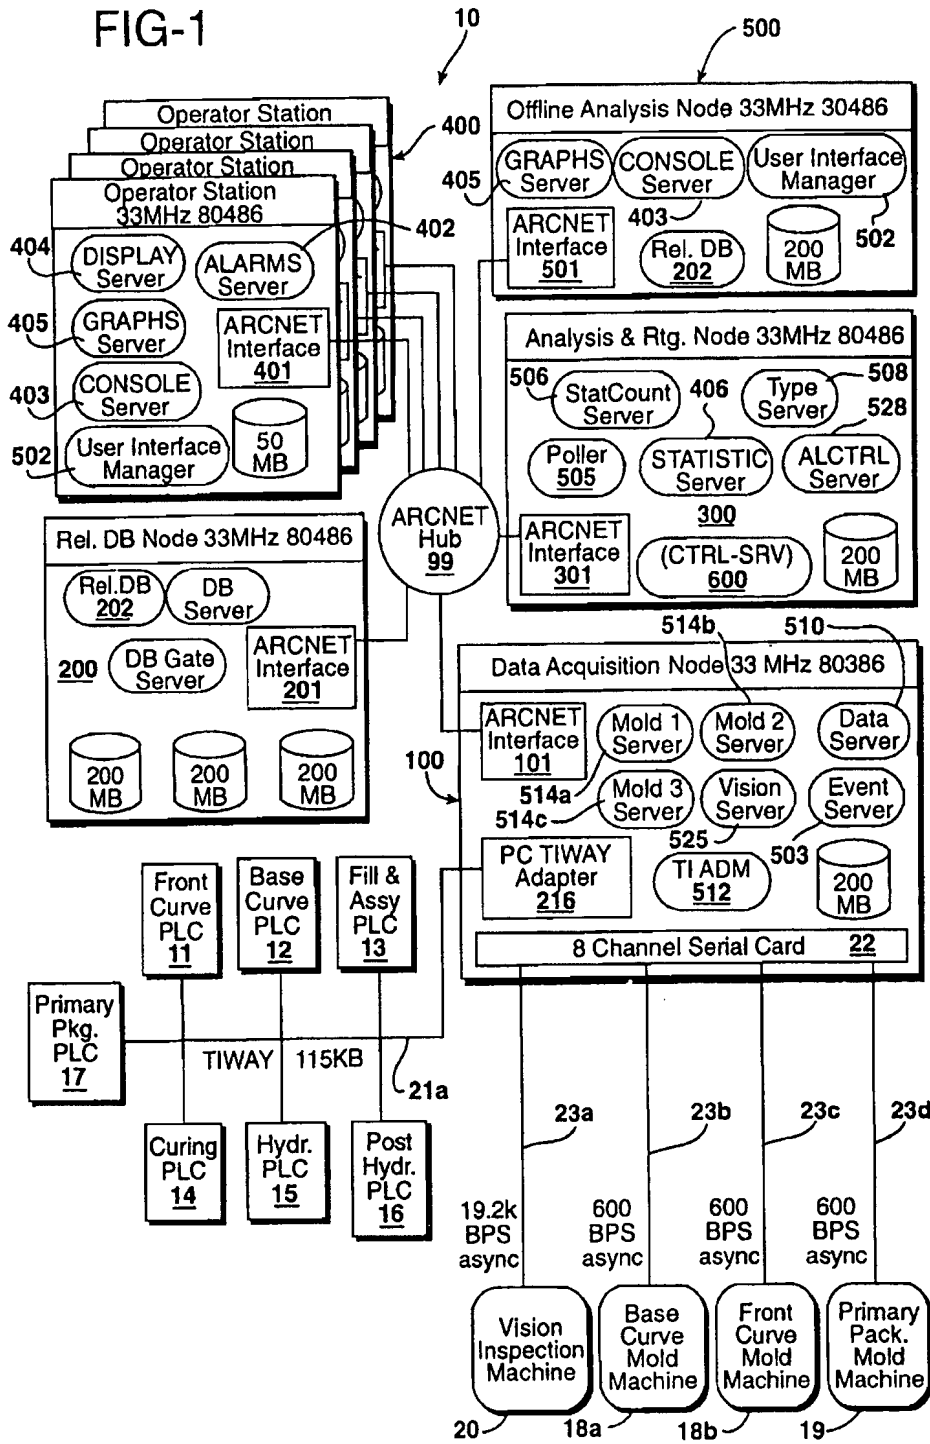 FIG-1
10
500
Operator Station
Operator Station
Operator Station
Operator Station
33MHz 80486
400
404
DISPLAY
Server
ALARMS
Server
402
405
GRAPHS
Server
ARCNET
Interface
401
403
CONSOLE
Server
502
User Interface
Manager
50
MB
Offline Analysis Node 33MHz 30486
405
GRAPHS
Server
CONSOLE
Server
403
User Interface
Manager
502
ARCNET
Interface
501
Rel. DB
202
200
MB
Analysis & Rtg. Node 33MHz 80486
506
StatCount
Server
406
Type
Server
508
528
Poller
505
STATISTIC
Server
ALCTRL
Server
300
ARCNET
Interface
301
(CTRL-SRV)
600
200
MB
ARCNET
Hub
99
Rel. DB Node 33MHz 80486
Rel.DB
202
DB
Server
200
DB Gate
Server
ARCNET
Interface
201
200
MB
200
MB
200
MB
514b
510
Data Acquisition Node 33 MHz 80386
100
ARCNET
Interface
101
Mold 1
Server
Mold 2
Server
Data
Server
514a
514c
Mold 3
Server
Vision
Server
Event
Server
525
503
PC TIWAY
Adapter
216
TI ADM
512
200
MB
8 Channel Serial Card 22
Front
Curve
PLC
11
Base
Curve
PLC
12
Fill &
Assy
PLC
13
Primary
Pkg.
PLC
17
TIWAY 115KB
21a
Curing
PLC
14
Hydr.
PLC
15
Post
Hydr.
PLC
16
23a
23b
23c
23d
19.2k
BPS
async
600
BPS
async
600
BPS
async
600
BPS
async
Vision
Inspection
Machine
20
Base
Curve
Mold
Machine
18a
Front
Curve
Mold
Machine
18b
Primary
Pack.
Mold
Machine
19